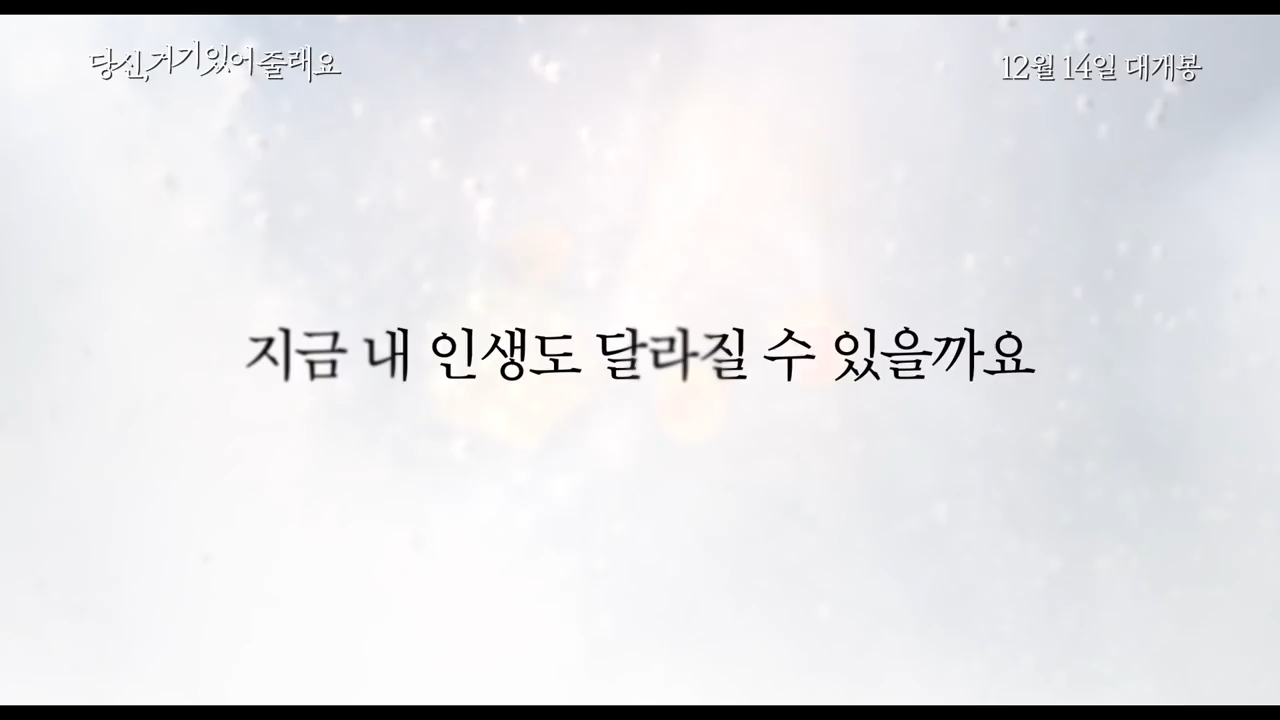 당신, 거기 있어 줄래요
12월 14일 대개봉
지금 내 인생도 달라질 수 있을까요